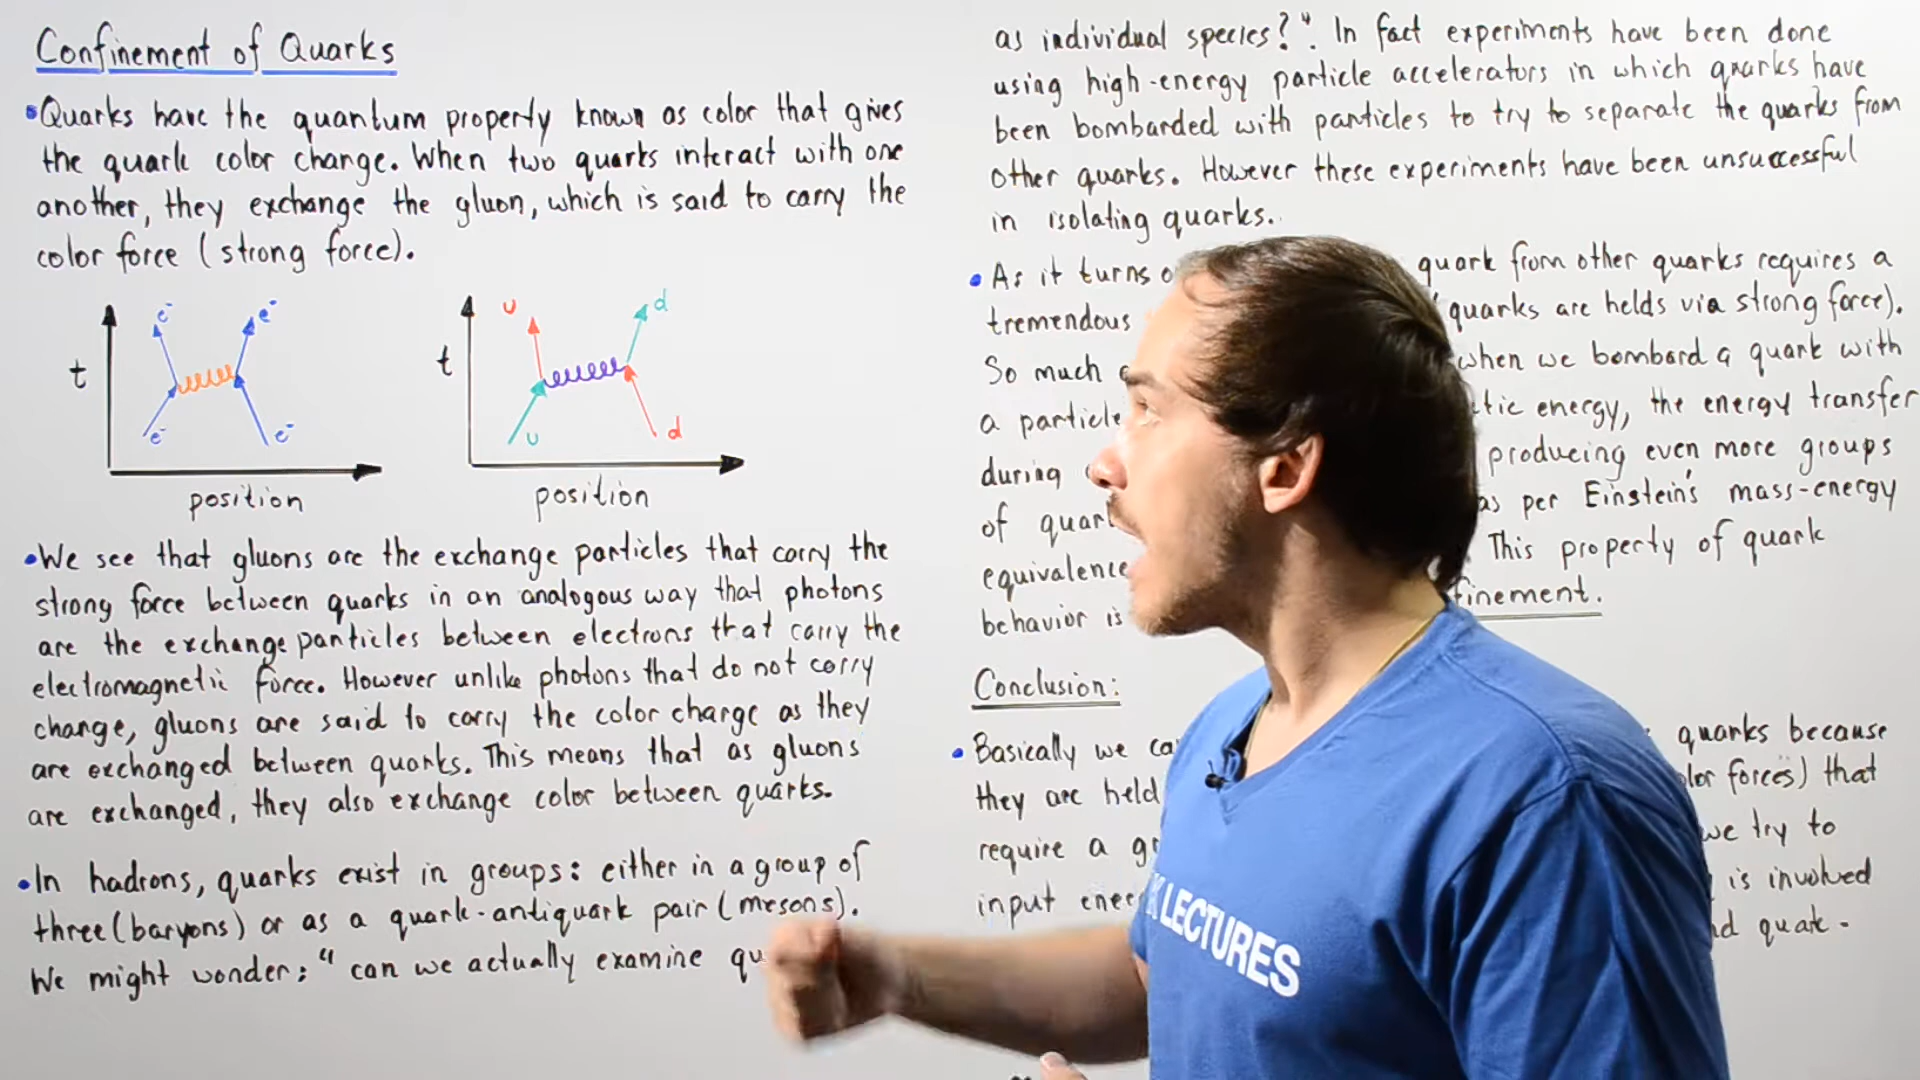 Confinement of Quarks
•Quarks have the quantum property known as color that gives
the quark color change. When two quarks interact with one
another, they exchange the gluon, which is said to carry the
color force (strong force).
t
e⁻
e⁻
e⁻
e⁻
position
t
u
d
u
d
position
•We see that gluons are the exchange particles that carry the
strong force between quarks in an analogous way that photons
are the exchange particles between electrons that carry the
electromagnetic force. However unlike photons that do not carry
change, gluons are said to carry the color charge as they
are exchanged between quarks. This means that as gluons
are exchanged, they also exchange color between quarks.
•In hadrons, quarks exist in groups: either in a group of
three (baryons) or as a quark-antiquark pair (mesons).
We might wonder: "can we actually examine qu
as individual species?". In fact experiments have been done
using high-energy particle accelerators in which quarks have
been bombarded with particles to try to separate the quarks from
other quarks. However these experiments have been unsuccessful
in isolating quarks.
•As it turns o quark from other quarks requires a
tremendous quarks are helds via strong force).
So much when we bombard a quark with
a particle tic energy, the energy transfer
during producing even more groups
of quar as per Einstein's mass-energy
equivalence This property of quark
behavior is finement.
Conclusion:
•Basically we ca quarks because
they are held lor forces) that
require a gr we try to
input ener is involved
nd quark.
K LECTURES